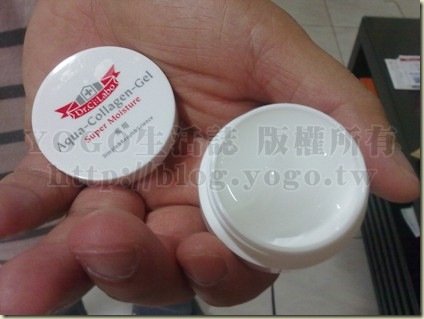 Dr.Ci:Labo
Aqua-Collagen-Gel
Super Moisture
YOGO生活誌 版權所有
http://blog.yogo.tw